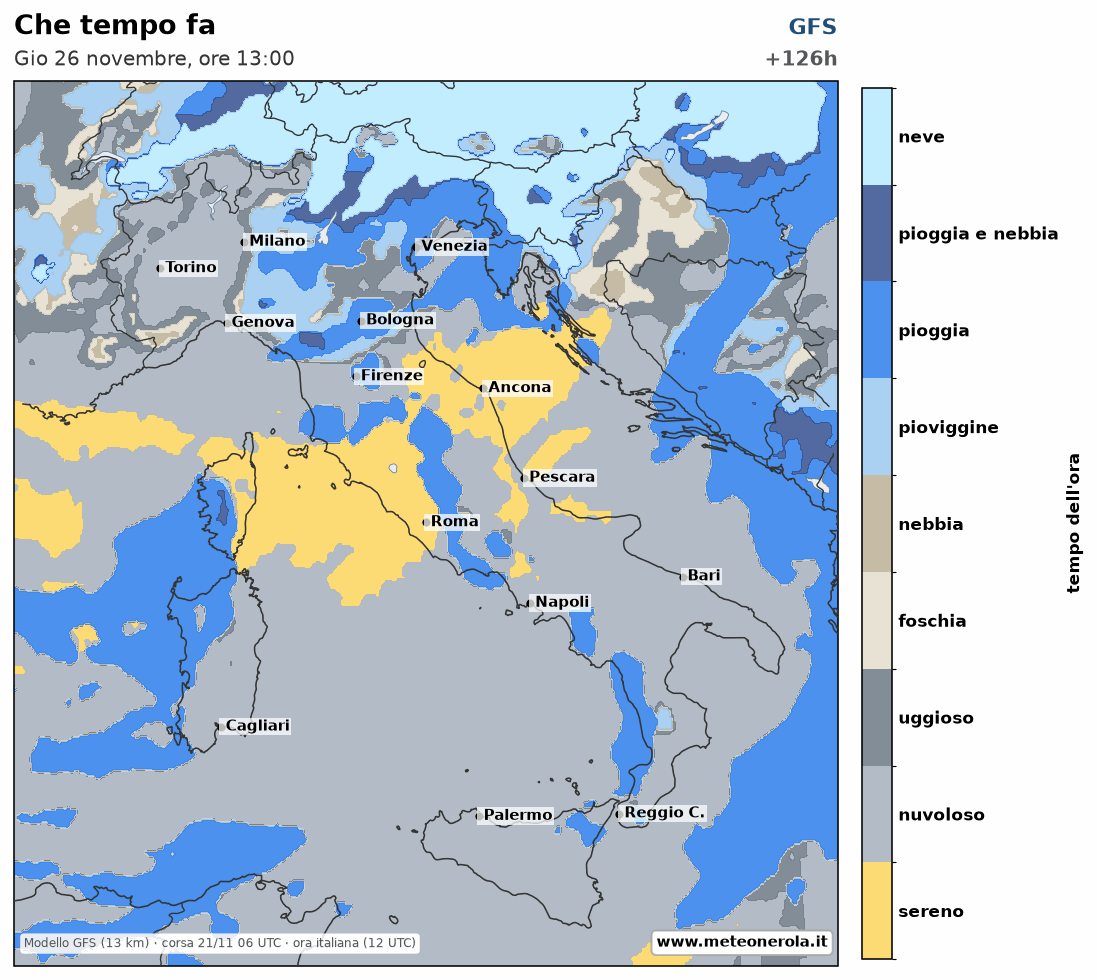 Che tempo fa
GFS
Gio 26 novembre, ore 13:00
+126h
neve
pioggia e nebbia
pioggia
pioviggine
nebbia
foschia
uggioso
nuvoloso
sereno
tempo dell'ora
Milano
Venezia
Torino
Genova
Bologna
Firenze
Ancona
Pescara
Roma
Bari
Napoli
Cagliari
Palermo
Reggio C.
Modello GFS (13 km) · corsa 21/11 06 UTC · ora italiana (12 UTC)
www.meteonerola.it